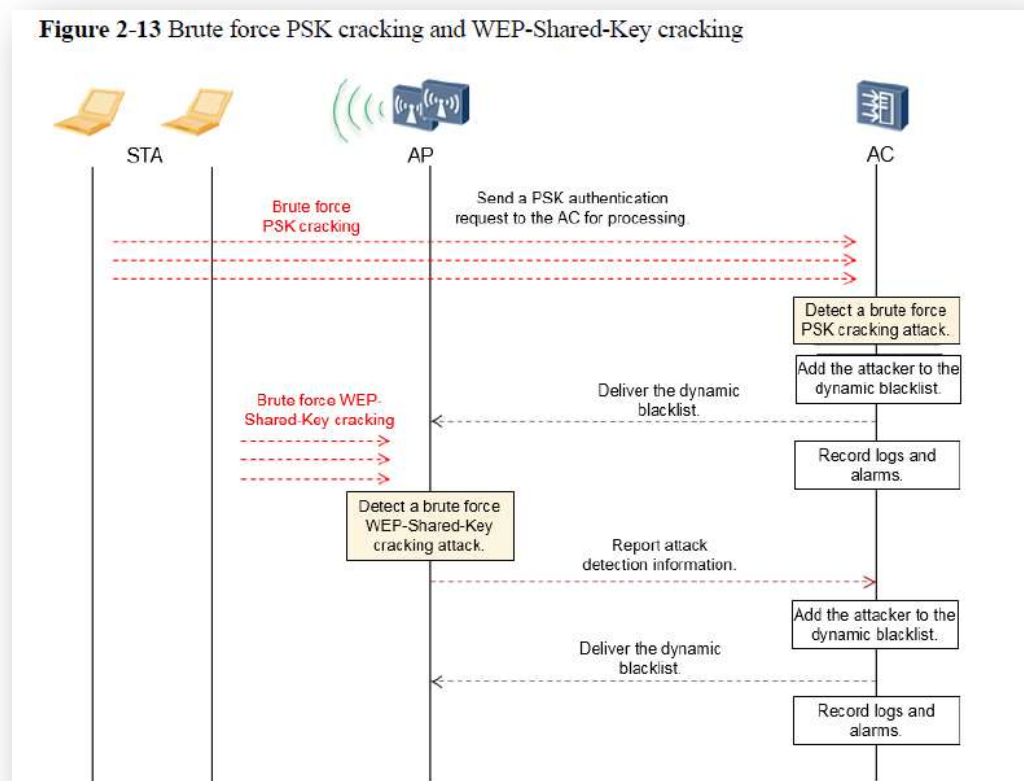 Figure 2-13 Brute force PSK cracking and WEP-Shared-Key cracking
STA
AP
AC
Brute force
PSK cracking
Send a PSK authentication
request to the AC for processing.
Detect a brute force
PSK cracking attack.
Add the attacker to the
dynamic blacklist.
Deliver the dynamic
blacklist.
Brute force WEP-
Shared-Key cracking
Record logs and
alarms.
Detect a brute force
WEP-Shared-Key
cracking attack.
Report attack
detection information.
Add the attacker to the
dynamic blacklist.
Deliver the dynamic
blacklist.
Record logs and
alarms.